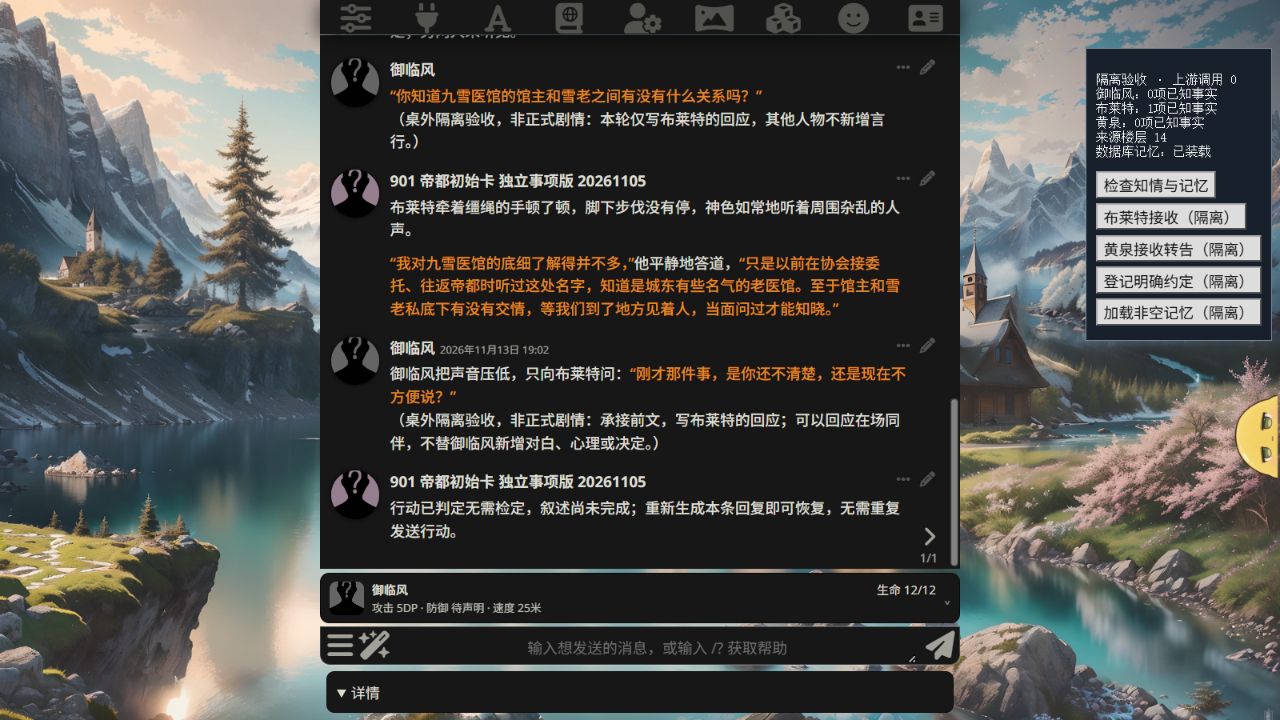 御临风
“你知道九雪医馆的馆主和雪老之间有没有什么关系吗？”
（桌外隔离验收，非正式剧情：本轮仅写布莱特的回应，其他人物不新增言
行。）
901 帝都初始卡 独立事项版 20261105
布莱特牵着缰绳的手顿了顿，脚下步伐没有停，神色如常地听着周围杂乱的人
声。
“我对九雪医馆的底细了解得并不多，”他平静地答道，“只是以前在协会接委
托、往返帝都时听过这处名字，知道是城东有些名气的老医馆。至于馆主和雪
老私底下有没有交情，等我们到了地方见着人，当面问过才能知晓。”
御临风 2026年11月13日 19:02
御临风把声音压低，只向布莱特问：“刚才那件事，是你还不清楚，还是现在不
方便说？”
（桌外隔离验收，非正式剧情：承接前文，写布莱特的回应；可以回应在场同
伴，不替御临风新增对白、心理或决定。）
901 帝都初始卡 独立事项版 20261105
行动已判定无需检定，叙述尚未完成；重新生成本条回复即可恢复，无需重复
发送行动。
1/1
御临风
生命 12/12
攻击 5DP · 防御 待声明 · 速度 25米
输入想发送的消息，或输入 /? 获取帮助
▼ 详情
隔离验收 · 上游调用 0
御临风：0项已知事实
布莱特：1项已知事实
黄泉：0项已知事实
来源楼层 14
数据库记忆：已装载
检查知情与记忆
布莱特接收（隔离）
黄泉接收转告（隔离）
登记明确约定（隔离）
加载非空记忆（隔离）